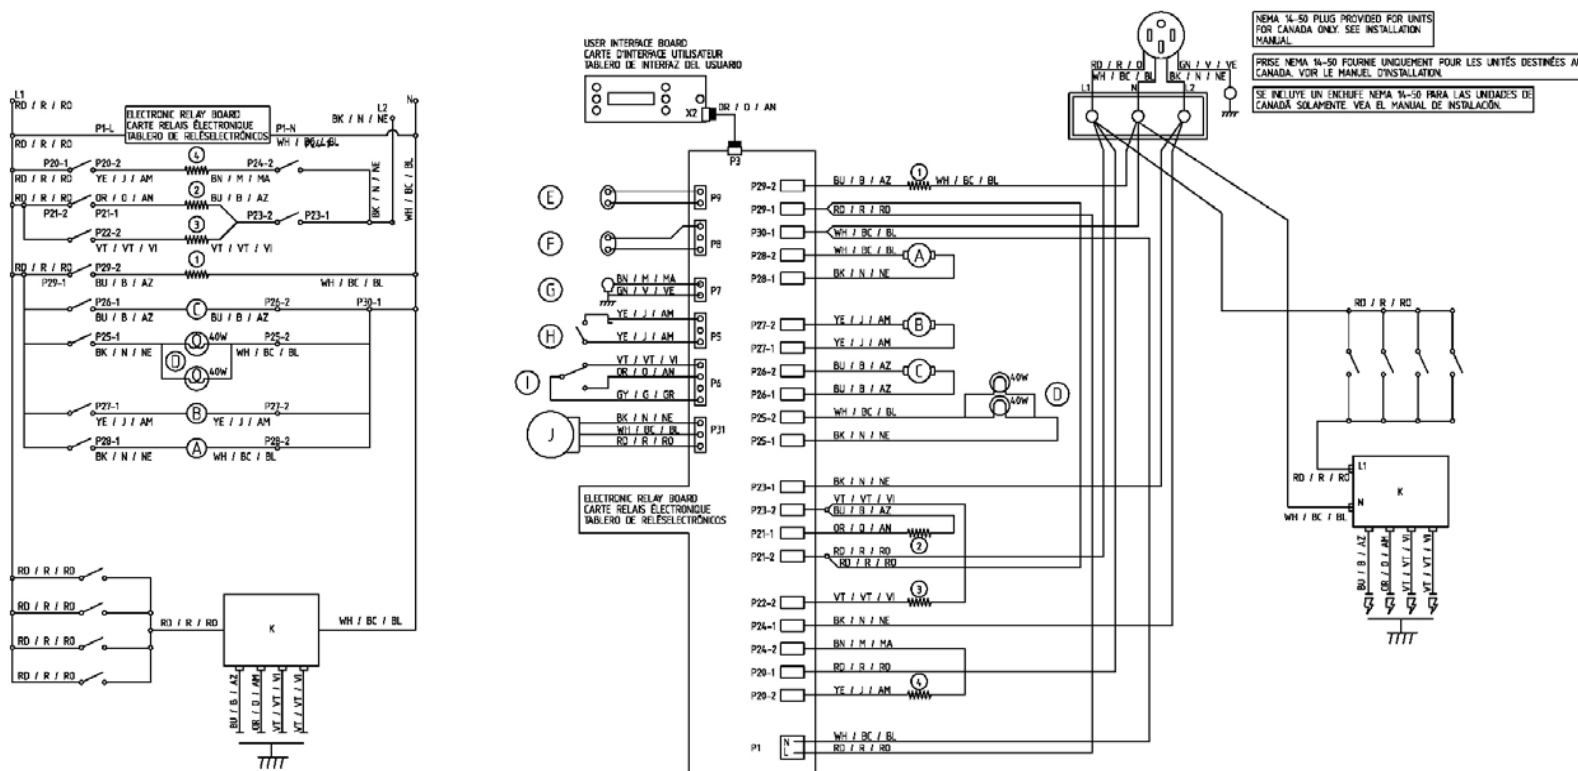 L1
RD / R / RO
ELECTRONIC RELAY BOARD
CARTE RELAIS ÉLECTRONIQUE
TABLERO DE RELÉSELECTRÓNICOS
P1-L
P1-N
L2
BK / N / NE
N
RD / R / RO
WH / BC / BL
P20-1
P20-2
4
P24-2
RD / R / RO
YE / J / AM
BN / M / MA
RD / R / RO
OR / O / AN
2
BU / B / AZ
P21-2
P21-1
P23-2
P23-1
BK / N / NE
WH / BC / BL
P22-2
3
VT / VT / VI
VT / VT / VI
RD / R / RO
P29-2
1
P29-1
BU / B / AZ
WH / BC / BL
P26-1
C
P26-2
P30-1
BU / B / AZ
BU / B / AZ
P25-1
40W
P25-2
BK / N / NE
D
WH / BC / BL
40W
P27-1
B
P27-2
YE / J / AM
YE / J / AM
P28-1
A
P28-2
BK / N / NE
WH / BC / BL
RD / R / RO
RD / R / RO
RD / R / RO
RD / R / RO
RD / R / RO
K
WH / BC / BL
BU / B / AZ
OR / O / AM
VT / VT / VI
VT / VT / VI
USER INTERFACE BOARD
CARTE D'INTERFACE UTILISATEUR
TABLERO DE INTERFAZ DEL USUARIO
X2
OR / O / AN
P3
E
P9
F
P8
G
BN / M / MA
GN / V / VE
P7
H
YE / J / AM
YE / J / AM
P5
I
VT / VT / VI
OR / O / AN
GY / G / GR
P6
J
BK / N / NE
WH / BC / BL
RD / R / RO
P31
ELECTRONIC RELAY BOARD
CARTE RELAIS ÉLECTRONIQUE
TABLERO DE RELÉSELECTRÓNICOS
P29-2
BU / B / AZ
1
WH / BC / BL
P29-1
RD / R / RO
P30-1
WH / BC / BL
P28-2
WH / BC / BL
A
P28-1
BK / N / NE
P27-2
YE / J / AM
B
P27-1
YE / J / AM
P26-2
BU / B / AZ
C
P26-1
BU / B / AZ
P25-2
WH / BC / BL
40W
40W
D
P25-1
BK / N / NE
P23-1
BK / N / NE
P23-2
VT / VT / VI
BU / B / AZ
P21-1
OR / O / AN
2
P21-2
RD / R / RO
RD / R / RO
P22-2
VT / VT / VI
3
P24-1
BK / N / NE
P24-2
BN / M / MA
P20-1
RD / R / RO
P20-2
YE / J / AM
4
P1
N
L
WH / BC / BL
RD / R / RO
RD / R / O
WH / BC / BL
GN / V / VE
BK / N / NE
L1
N
L2
NEMA 14-50 PLUG PROVIDED FOR UNITS
FOR CANADA ONLY. SEE INSTALLATION
MANUAL.
PRISE NEMA 14-50 FOURNIE UNIQUEMENT POUR LES UNITÉS DESTINÉES A
CANADA. VOIR LE MANUEL D'INSTALLATION.
SE INCLUYE UN ENCHUFE NEMA 14-50 PARA LAS UNIDADES DE
CANADÁ SOLAMENTE. VEA EL MANUAL DE INSTALACIÓN.
RD / R / RO
L1
RD / R / RO
K
N
WH / BC / BL
BU / B / AZ
OR / O / AM
VT / VT / VI
VT / VT / VI